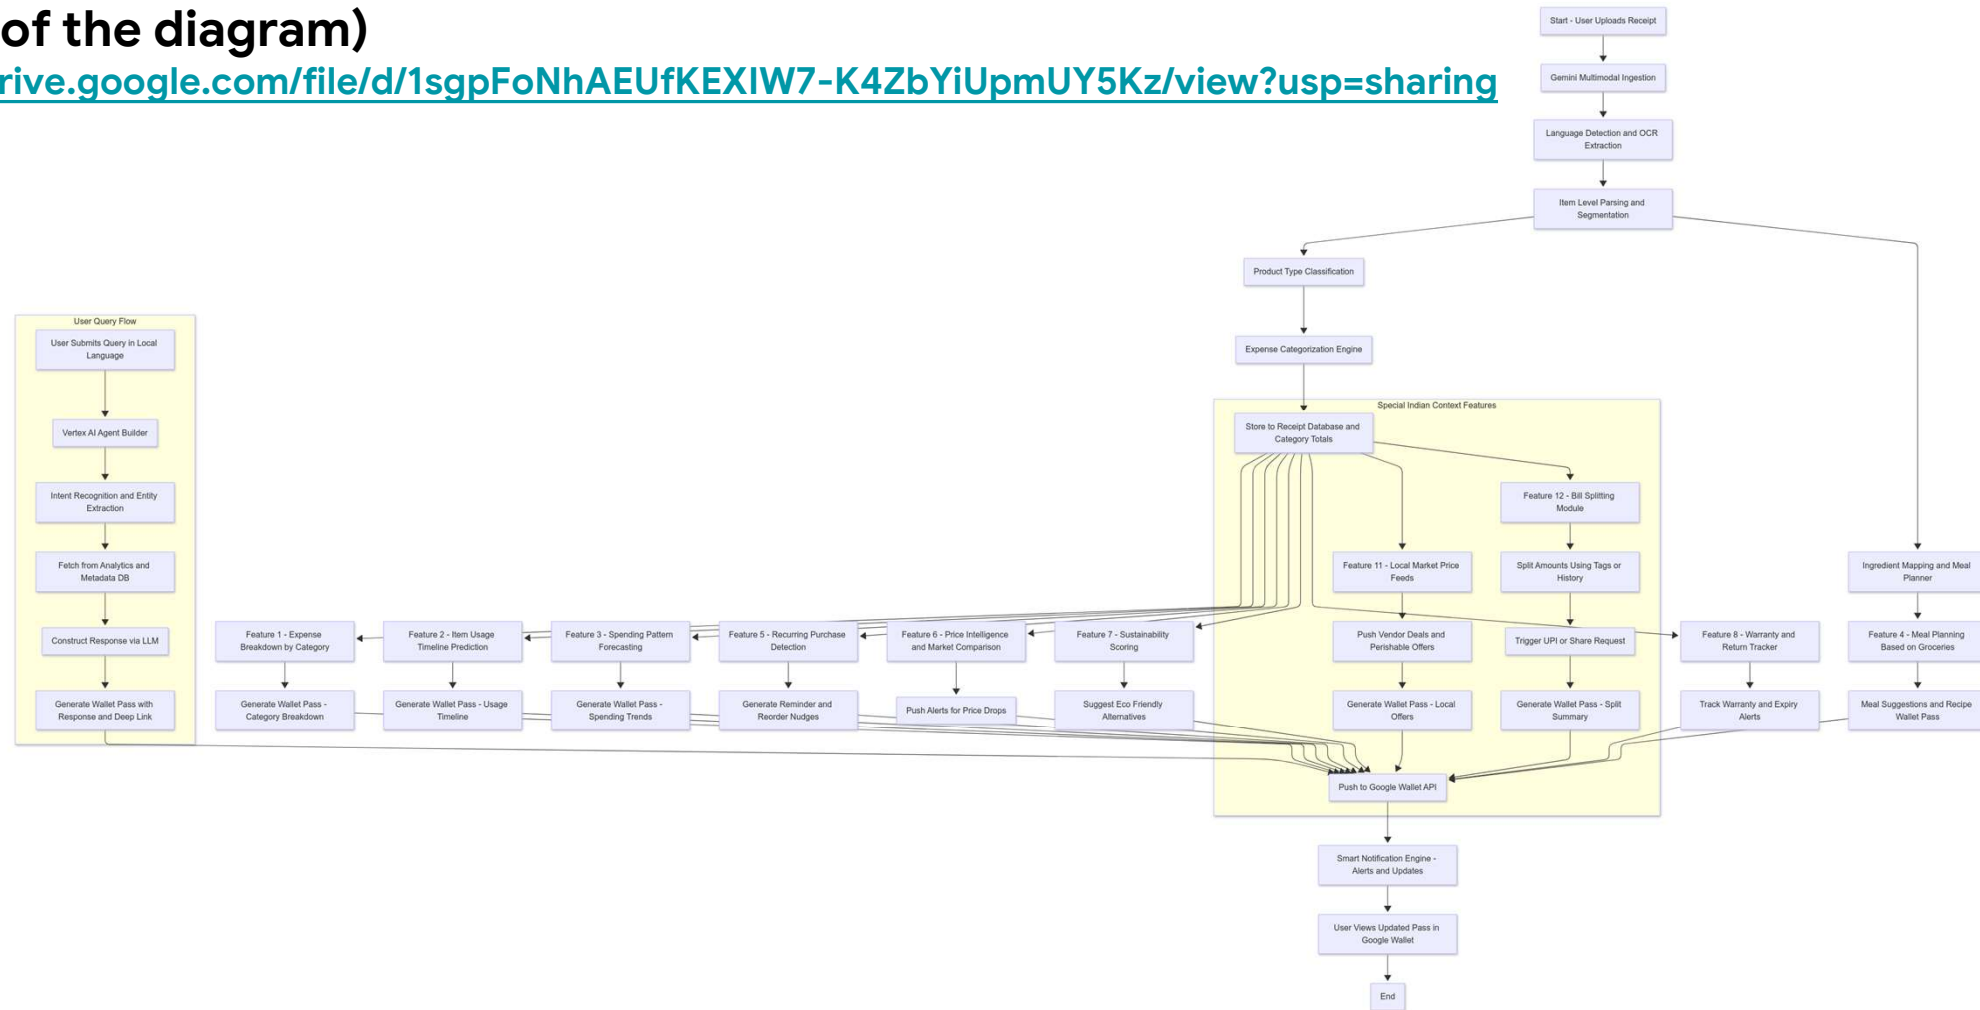 of the diagram)
rive.google.com/file/d/1sgpFoNhAEUfKEXIW7-K4ZbYiUpmUY5Kz/view?usp=sharing
Start - User Uploads Receipt
Gemini Multimodal Ingestion
Language Detection and OCR
Extraction
Item Level Parsing and
Segmentation
Product Type Classification
Expense Categorization Engine
User Query Flow
User Submits Query in Local
Language
Vertex AI Agent Builder
Intent Recognition and Entity
Extraction
Fetch from Analytics and
Metadata DB
Construct Response via LLM
Generate Wallet Pass with
Response and Deep Link
Special Indian Context Features
Store to Receipt Database and
Category Totals
Feature 12 - Bill Splitting
Module
Feature 11 - Local Market Price
Feeds
Split Amounts Using Tags or
History
Ingredient Mapping and Meal
Planner
Feature 1 - Expense
Breakdown by Category
Feature 2 - Item Usage
Timeline Prediction
Feature 3 - Spending Pattern
Forecasting
Feature 5 - Recurring Purchase
Detection
Feature 6 - Price Intelligence
and Market Comparison
Feature 7 - Sustainability
Scoring
Push Vendor Deals and
Perishable Offers
Trigger UPI or Share Request
Feature 8 - Warranty and
Return Tracker
Feature 4 - Meal Planning
Based on Groceries
Generate Wallet Pass -
Category Breakdown
Generate Wallet Pass - Usage
Timeline
Generate Wallet Pass -
Spending Trends
Generate Reminder and
Reorder Nudges
Push Alerts for Price Drops
Suggest Eco Friendly
Alternatives
Generate Wallet Pass - Local
Offers
Generate Wallet Pass - Split
Summary
Track Warranty and Expiry
Alerts
Meal Suggestions and Recipe
Wallet Pass
Push to Google Wallet API
Smart Notification Engine -
Alerts and Updates
User Views Updated Pass in
Google Wallet
End